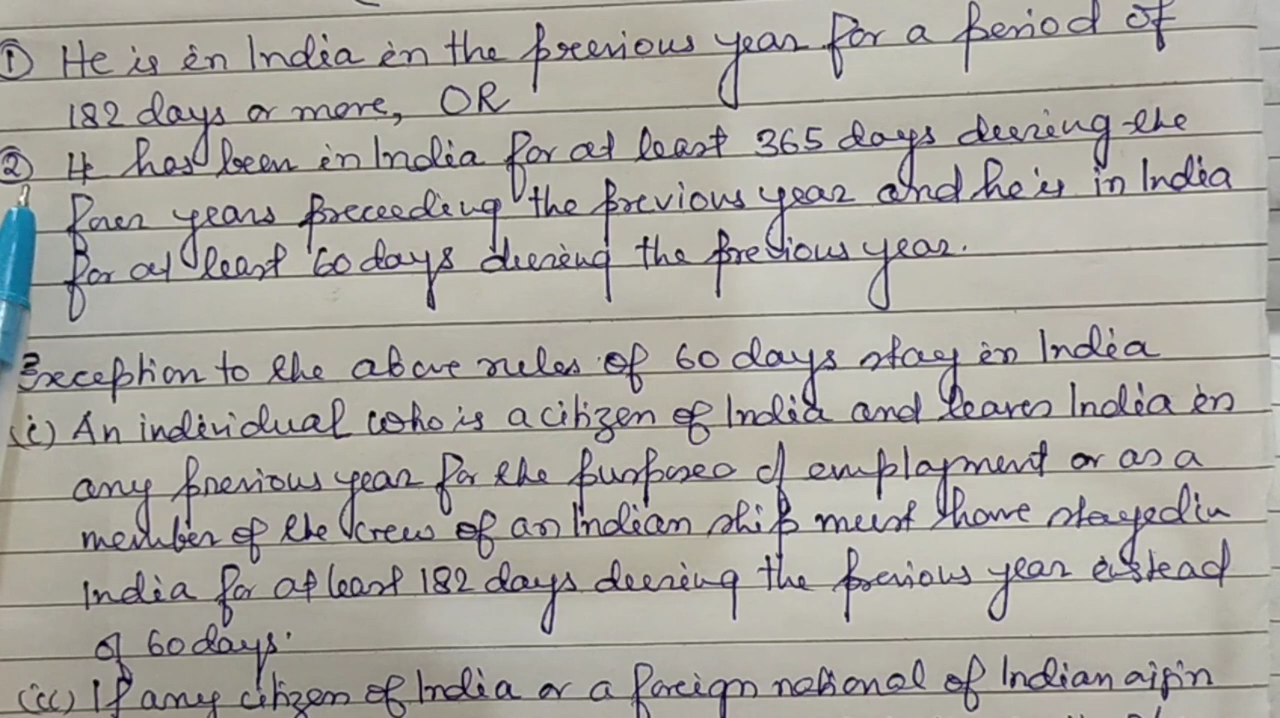 ① He is in India in the previous year for a period of
182 days or more, OR
② It has been in India for at least 365 days during the
four years preceeding the previous year and he is in India
for at least 60 days during the previous year.
Exception to the above rules of 60 days stay in India
(i) An individual who is a citizen of India and leaves India in
any previous year for the purpose of employment or as a
member of the crew of an Indian ship must have stayed in
India for at least 182 days during the previous year instead
of 60 days.
(ii) If any citizen of India or a foreign national of Indian